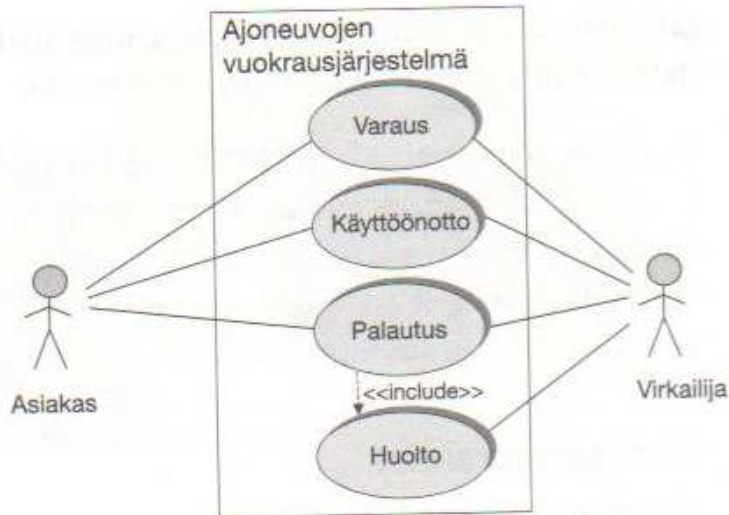 Ajoneuvojen
vuokrausjärjestelmä
Varaus
Käyttöönotto
Palautus
<<include>>
Huolto
Asiakas
Virkailija